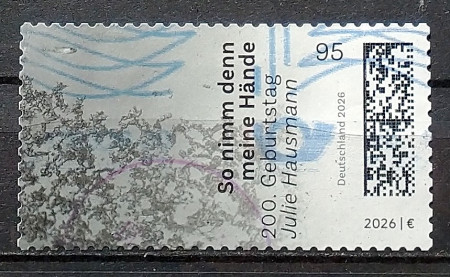 So nimm denn
meine Hände
200. Geburtstag
Julie Hausmann
95
Deutschland 2026
2026 | €